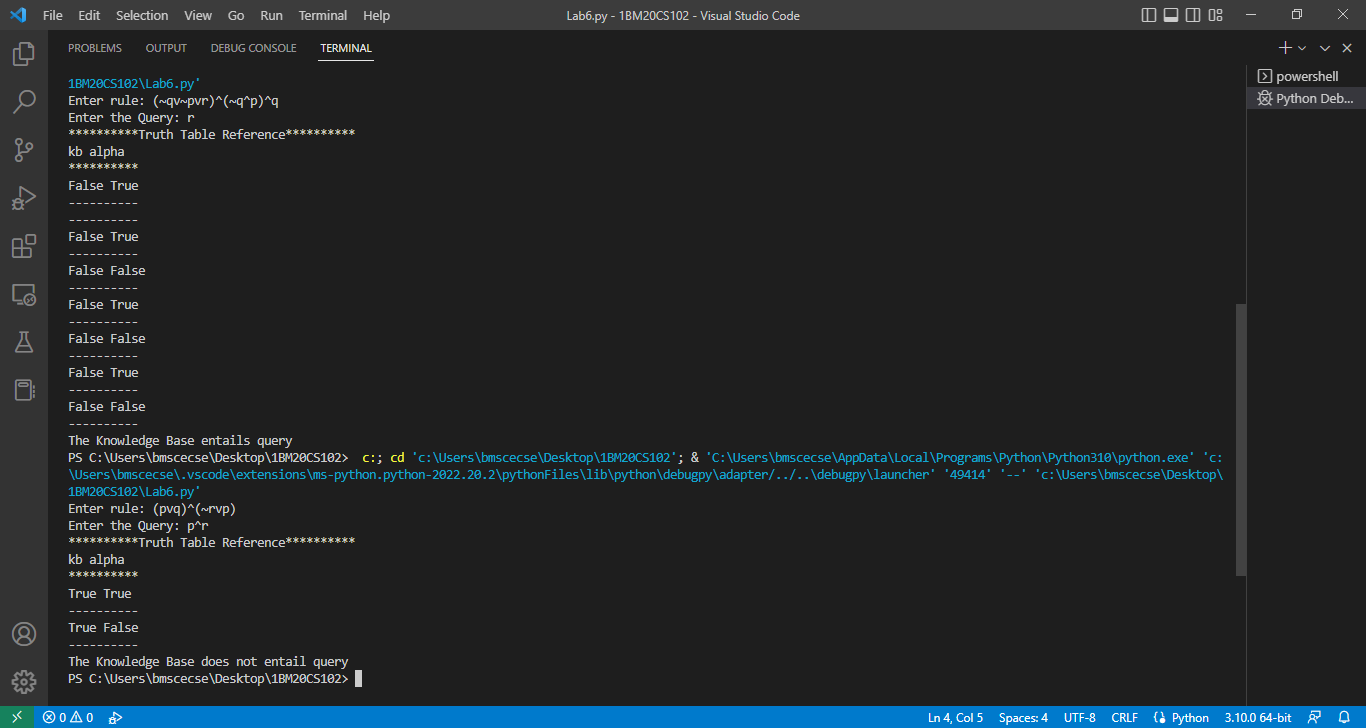 File Edit Selection View Go Run Terminal Help Lab6.py - 1BM20CS102 - Visual Studio Code
PROBLEMS OUTPUT DEBUG CONSOLE TERMINAL
powershell
Python Deb...
1BM20CS102\Lab6.py'
Enter rule: (~qv~pvr)^(~q^p)^q
Enter the Query: r
**********Truth Table Reference**********
kb alpha
**********
False True
----------
----------
False True
----------
False False
----------
False True
----------
False False
----------
False True
----------
False False
----------
The Knowledge Base entails query
PS C:\Users\bmscecse\Desktop\1BM20CS102>  c:; cd 'c:\Users\bmscecse\Desktop\1BM20CS102'; & 'C:\Users\bmscecse\AppData\Local\Programs\Python\Python310\python.exe' 'c:
\Users\bmscecse\.vscode\extensions\ms-python.python-2022.20.2\pythonFiles\lib\python\debugpy\adapter/../..\debugpy\launcher' '49414' '--' 'c:\Users\bmscecse\Desktop\
1BM20CS102\Lab6.py'
Enter rule: (pvq)^(~rvp)
Enter the Query: p^r
**********Truth Table Reference**********
kb alpha
**********
True True
----------
True False
----------
The Knowledge Base does not entail query
PS C:\Users\bmscecse\Desktop\1BM20CS102>
0 0 Ln 4, Col 5 Spaces: 4 UTF-8 CRLF Python 3.10.0 64-bit